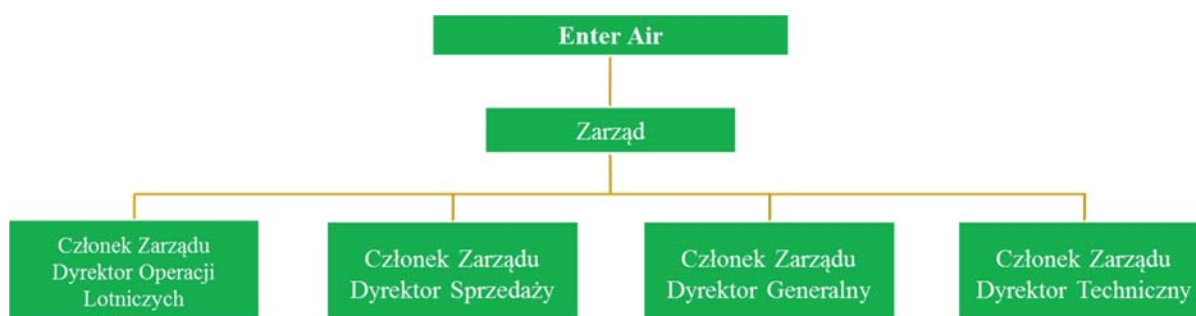 Enter Air
Zarząd
Członek Zarządu
Dyrektor Operacji
Lotniczych
Członek Zarządu
Dyrektor Sprzedaży
Członek Zarządu
Dyrektor Generalny
Członek Zarządu
Dyrektor Techniczny